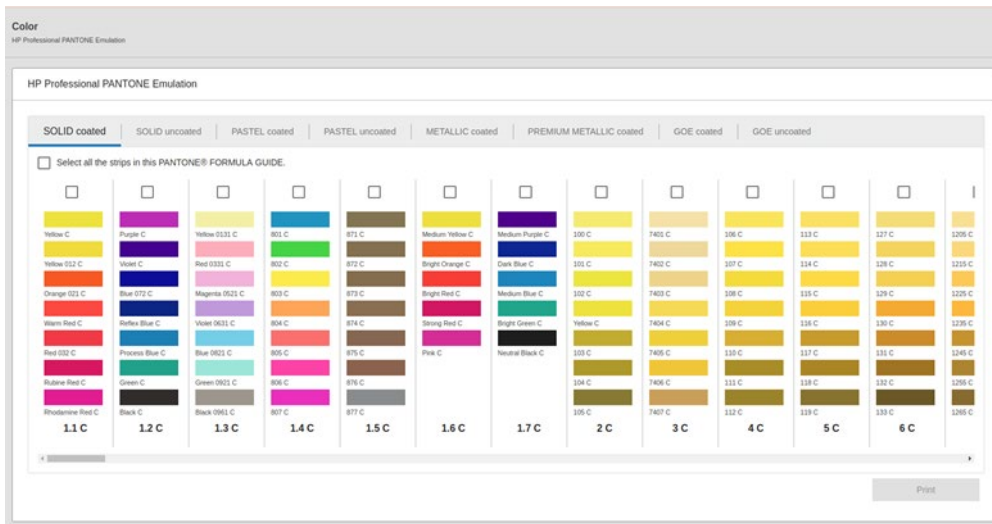 Color
HP Professional PANTONE Emulation
HP Professional PANTONE Emulation
SOLID coated SOLID uncoated PASTEL coated PASTEL uncoated METALLIC coated PREMIUM METALLIC coated GOE coated GOE uncoated
Select all the strips in this PANTONE® FORMULA GUIDE.
Yellow C Purple C Yellow 0131 C 801 C 871 C Medium Yellow C Medium Purple C 100 C 7401 C 106 C 113 C 127 C 1205 C
Yellow 012 C Violet C Red 0331 C 802 C 872 C Bright Orange C Dark Blue C 101 C 7402 C 107 C 114 C 128 C 1215 C
Orange 021 C Blue 072 C Magenta 0521 C 803 C 873 C Bright Red C Medium Blue C 102 C 7403 C 108 C 115 C 129 C 1225 C
Warm Red C Reflex Blue C Violet 0631 C 804 C 874 C Strong Red C Bright Green C Yellow C 7404 C 109 C 116 C 130 C 1235 C
Red 032 C Process Blue C Blue 0821 C 805 C 875 C Pink C Neutral Black C 103 C 7405 C 110 C 117 C 131 C 1245 C
Rubine Red C Green C Green 0921 C 806 C 876 C 104 C 7406 C 111 C 118 C 132 C 1255 C
Rhodamine Red C Black C Black 0961 C 807 C 877 C 105 C 7407 C 112 C 119 C 133 C 1265 C
1.1 C 1.2 C 1.3 C 1.4 C 1.5 C 1.6 C 1.7 C 2 C 3 C 4 C 5 C 6 C
Print